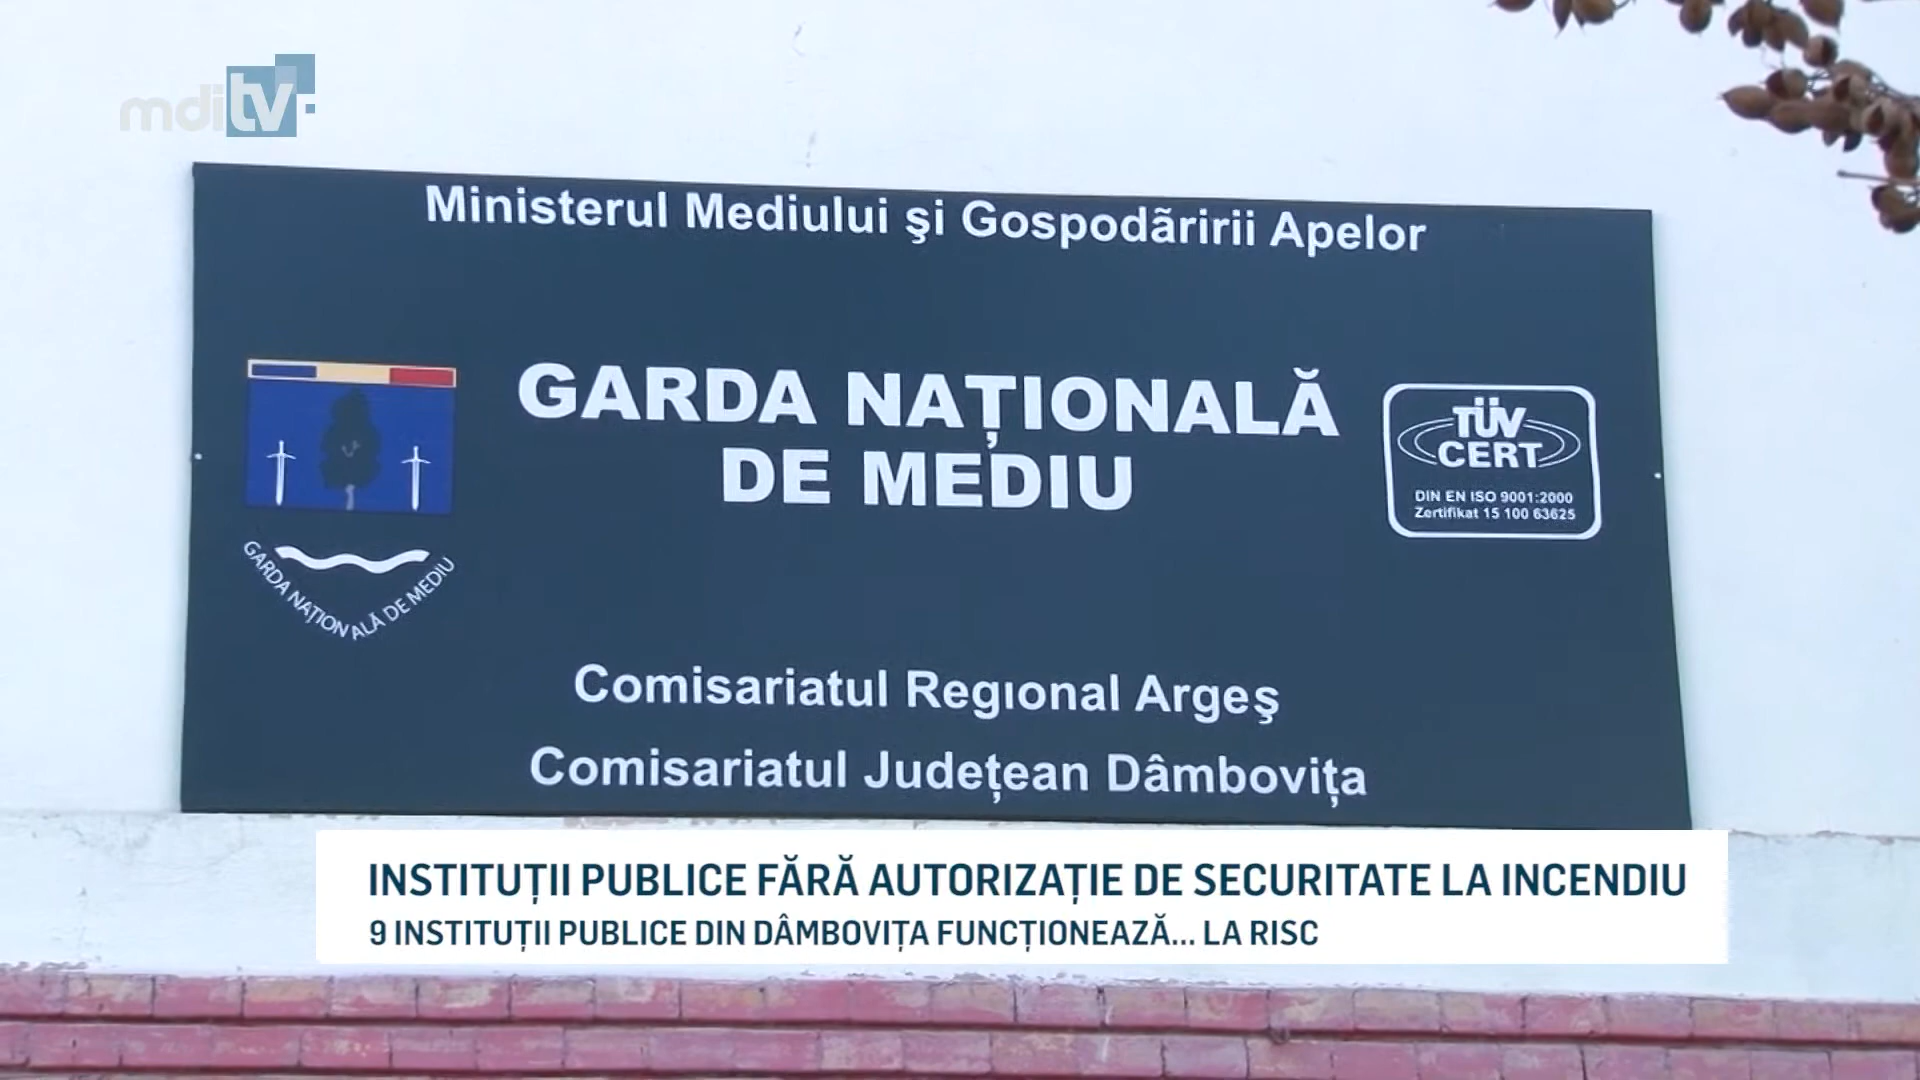 mditv
Ministerul Mediului şi Gospodãririi Apelor
GARDA NAȚIONALĂ
DE MEDIU
TÜV
CERT
DIN EN ISO 9001:2000
Zertifikat 15 100 63625
GARDA NAȚIONALĂ DE MEDIU
Comisariatul Regional Argeş
Comisariatul Județean Dâmbovița
INSTITUȚII PUBLICE FĂRĂ AUTORIZAȚIE DE SECURITATE LA INCENDIU
9 INSTITUȚII PUBLICE DIN DÂMBOVIȚA FUNCȚIONEAZĂ... LA RISC